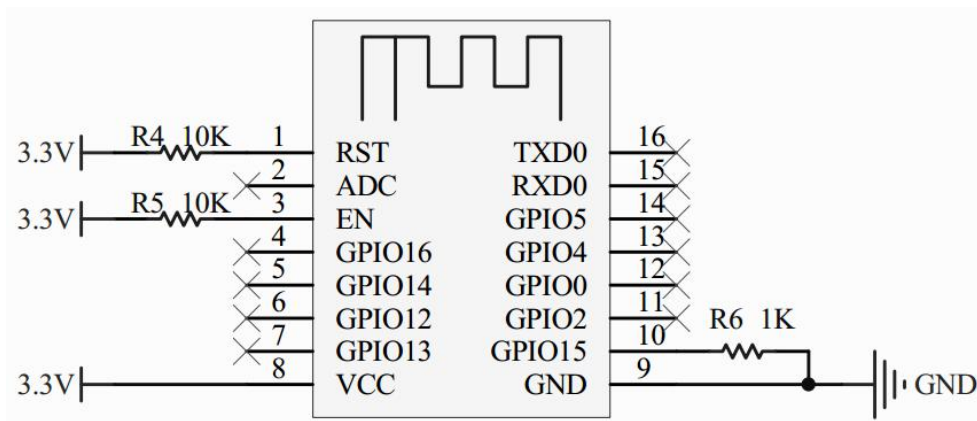 R4 10K 1 16
3.3V RST TXD0
2 15
ADC RXD0
R5 10K 3 14
3.3V EN GPIO5
4 13
GPIO16 GPIO4
5 12
GPIO14 GPIO0
6 11
GPIO12 GPIO2 R6 1K
7 10
GPIO13 GPIO15
8 9
3.3V VCC GND GND